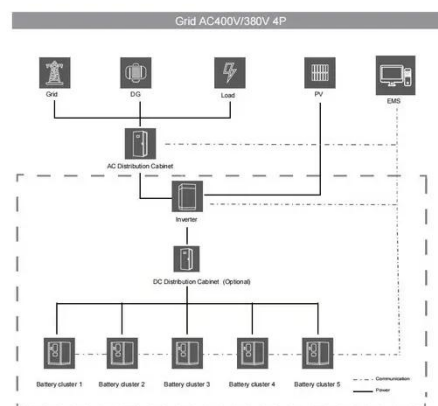 Grid AC400V/380V 4P
Grid
DG
Load
PV
EMS
AC Distribution Cabinet
Inverter
DC Distribution Cabinet (Optional)
Battery cluster 1
Battery cluster 2
Battery cluster 3
Battery cluster 4
Battery cluster 5
Communication
Power